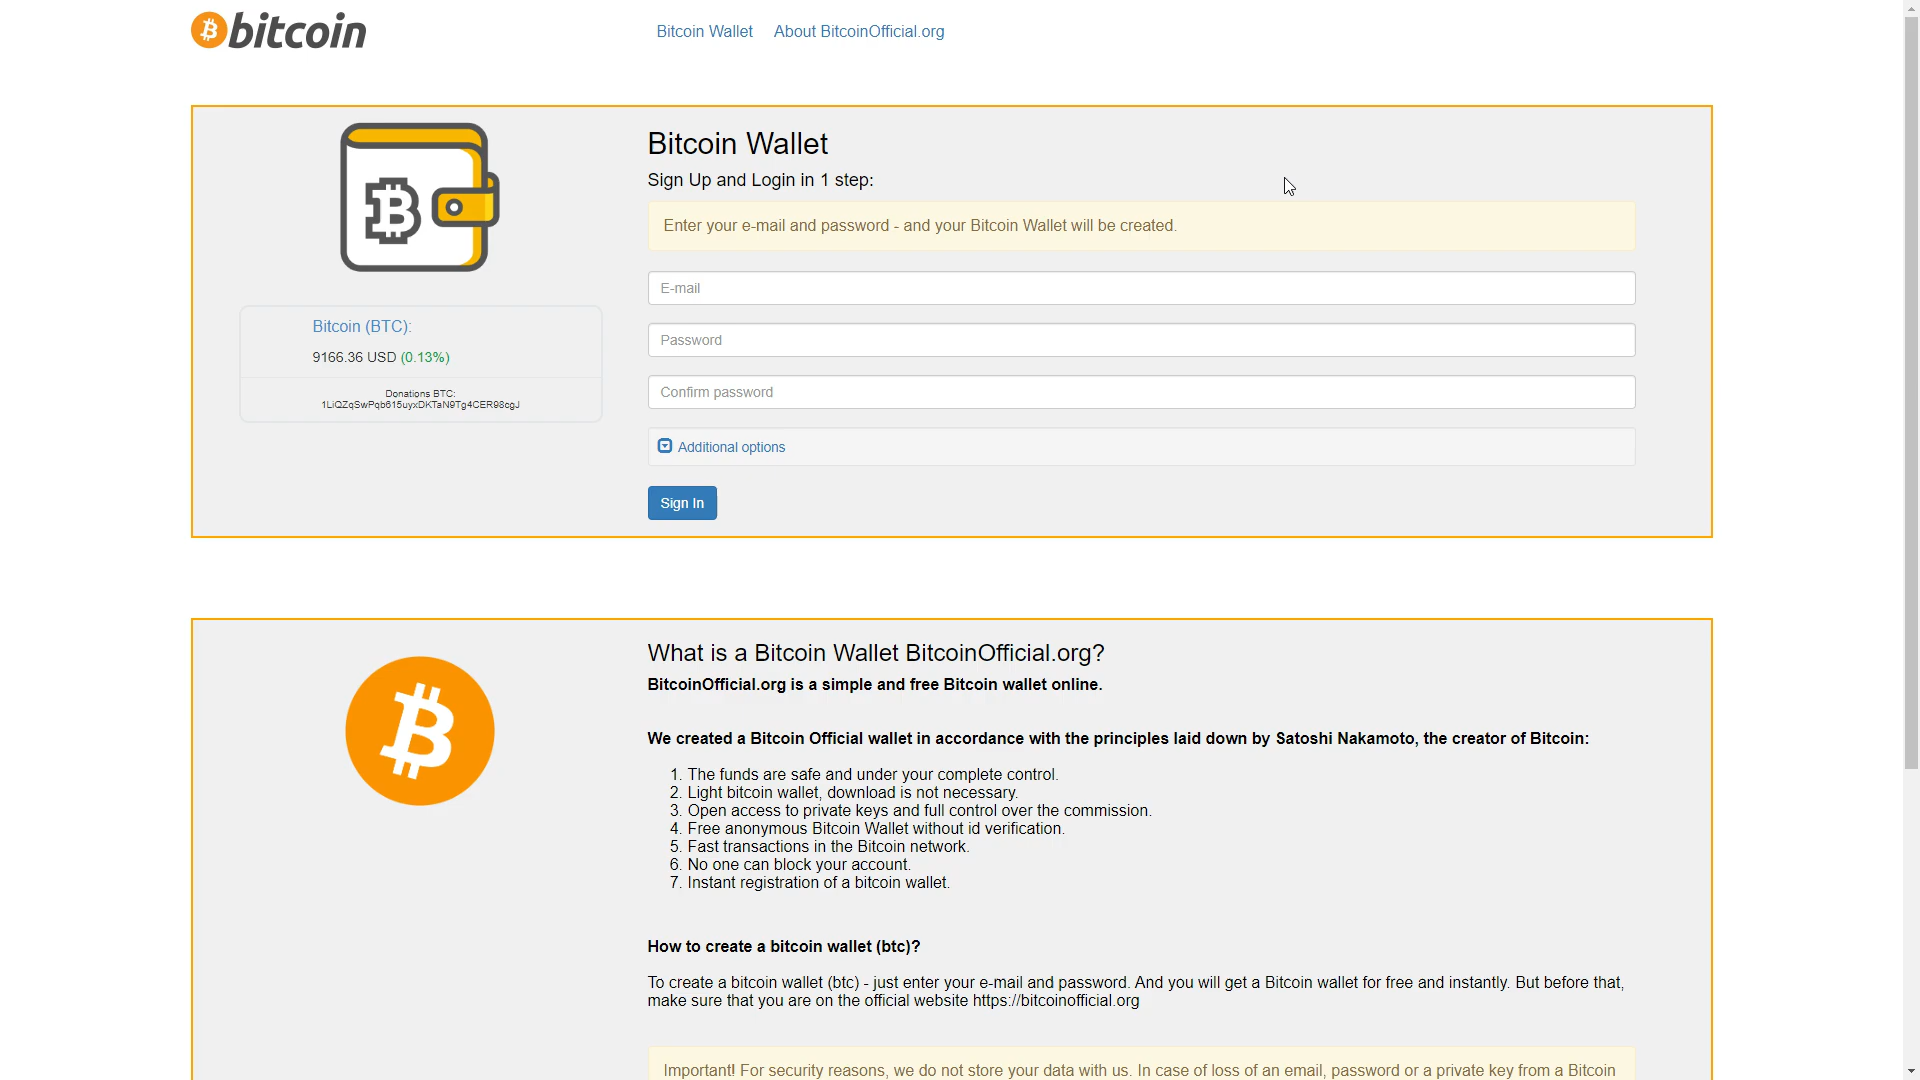 bitcoin
Bitcoin Wallet About BitcoinOfficial.org
Bitcoin Wallet
Sign Up and Login in 1 step:
Enter your e-mail and password - and your Bitcoin Wallet will be created.
E-mail
Password
Confirm password
Additional options
Sign In
Bitcoin (BTC):
9166.36 USD (0.13%)
Donations BTC:
1LiQZqSwPqb615uyxDKTaN9Tg4CER98cgJ
What is a Bitcoin Wallet BitcoinOfficial.org?
BitcoinOfficial.org is a simple and free Bitcoin wallet online.
We created a Bitcoin Official wallet in accordance with the principles laid down by Satoshi Nakamoto, the creator of Bitcoin:
1. The funds are safe and under your complete control.
2. Light bitcoin wallet, download is not necessary.
3. Open access to private keys and full control over the commission.
4. Free anonymous Bitcoin Wallet without id verification.
5. Fast transactions in the Bitcoin network.
6. No one can block your account.
7. Instant registration of a bitcoin wallet.
How to create a bitcoin wallet (btc)?
To create a bitcoin wallet (btc) - just enter your e-mail and password. And you will get a Bitcoin wallet for free and instantly. But before that,
make sure that you are on the official website https://bitcoinofficial.org
Important! For security reasons, we do not store your data with us. In case of loss of an email, password or a private key from a Bitcoin